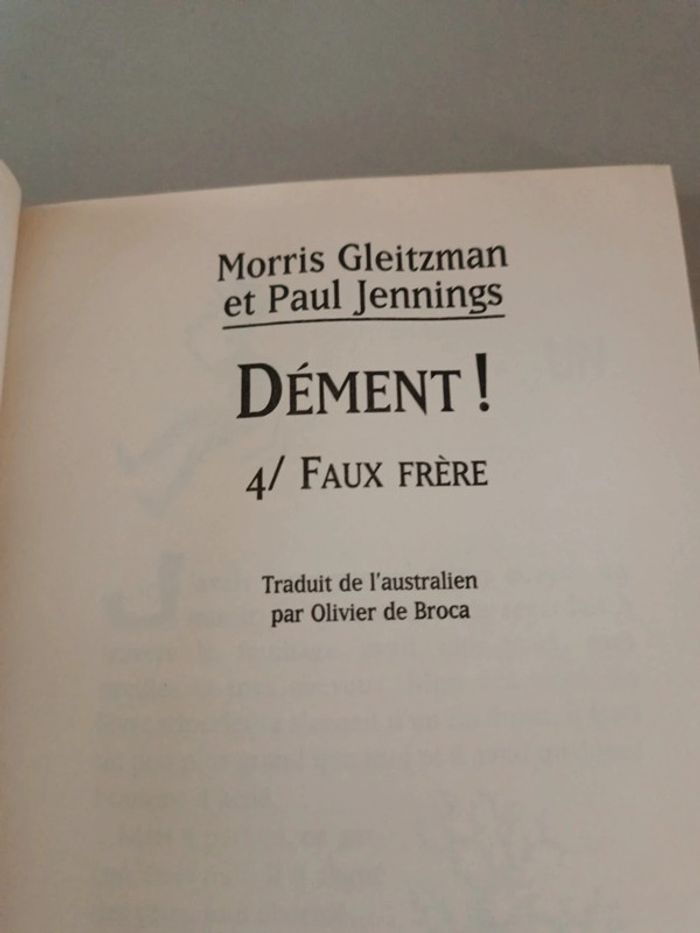 Morris Gleitzman
et Paul Jennings
DÉMENT !
4/ FAUX FRÈRE
Traduit de l'australien
par Olivier de Broca